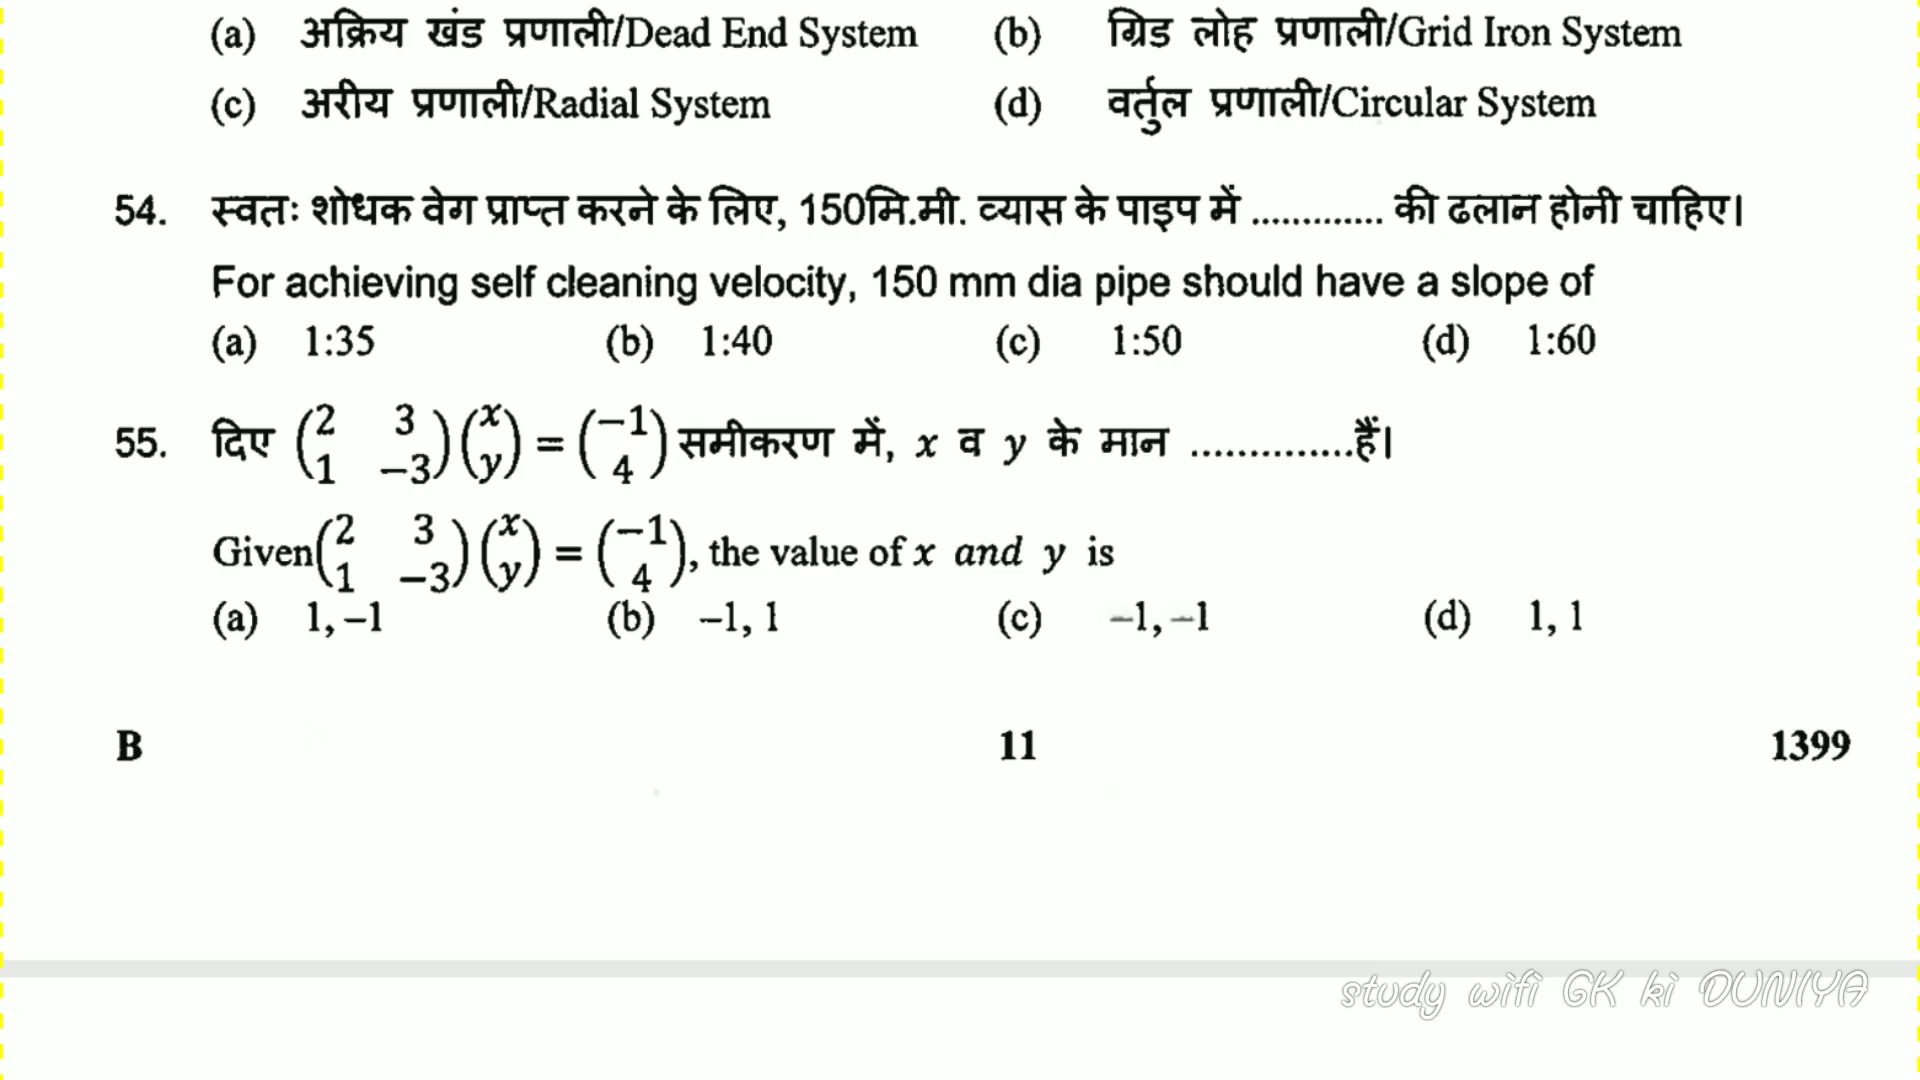 (a) अक्रिय खंड प्रणाली/Dead End System (b) ग्रिड लोह प्रणाली/Grid Iron System
(c) अरीय प्रणाली/Radial System (d) वर्तुल प्रणाली/Circular System
54. स्वतः शोधक वेग प्राप्त करने के लिए, 150मि.मी. व्यास के पाइप में ............. की ढलान होनी चाहिए।
For achieving self cleaning velocity, 150 mm dia pipe should have a slope of
(a) 1:35 (b) 1:40 (c) 1:50 (d) 1:60
55. दिए (2 3 1 −3)(x y) = (−1 4) समीकरण में, x व y के मान ...............हैं।
Given(2 3 1 −3)(x y) = (−1 4), the value of x and y is
(a) 1, –1 (b) –1, 1 (c) –1, –1 (d) 1, 1
B 11 1399
study wifi GK ki DUNIYA